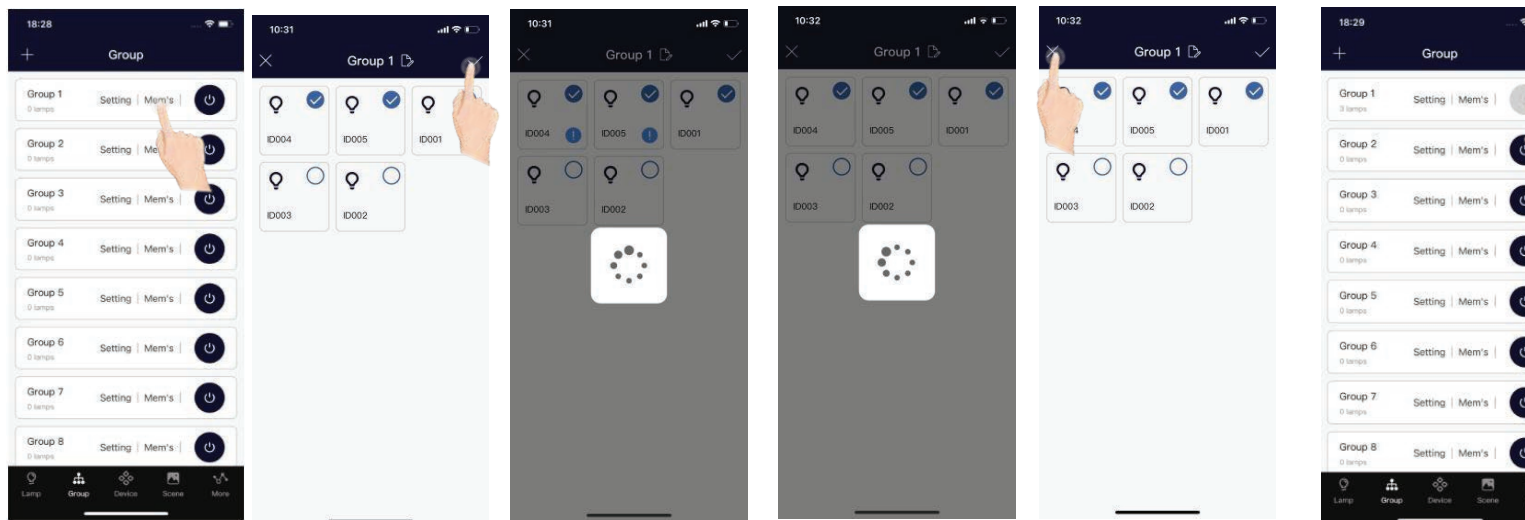 18:28
Group
Group 1
0 lamps
Setting | Mem's |
Group 2
0 lamps
Setting | Me
Group 3
0 lamps
Setting | Mem's |
Group 4
0 lamps
Setting | Mem's |
Group 5
0 lamps
Setting | Mem's |
Group 6
0 lamps
Setting | Mem's |
Group 7
0 lamps
Setting | Mem's |
Group 8
0 lamps
Setting | Mem's |
Lamp Group Device Scene More
10:31
Group 1
ID004 ID005 ID001
ID003 ID002
10:31
Group 1
ID004 ID005 ID001
ID003 ID002
10:32
Group 1
ID004 ID005 ID001
ID003 ID002
10:32
Group 1
4 ID005 ID001
ID003 ID002
18:29
Group
Group 1
3 lamps
Setting | Mem's |
Group 2
0 lamps
Setting | Mem's |
Group 3
0 lamps
Setting | Mem's |
Group 4
0 lamps
Setting | Mem's |
Group 5
0 lamps
Setting | Mem's |
Group 6
0 lamps
Setting | Mem's |
Group 7
0 lamps
Setting | Mem's |
Group 8
0 lamps
Setting | Mem's |
Lamp Group Device Scene